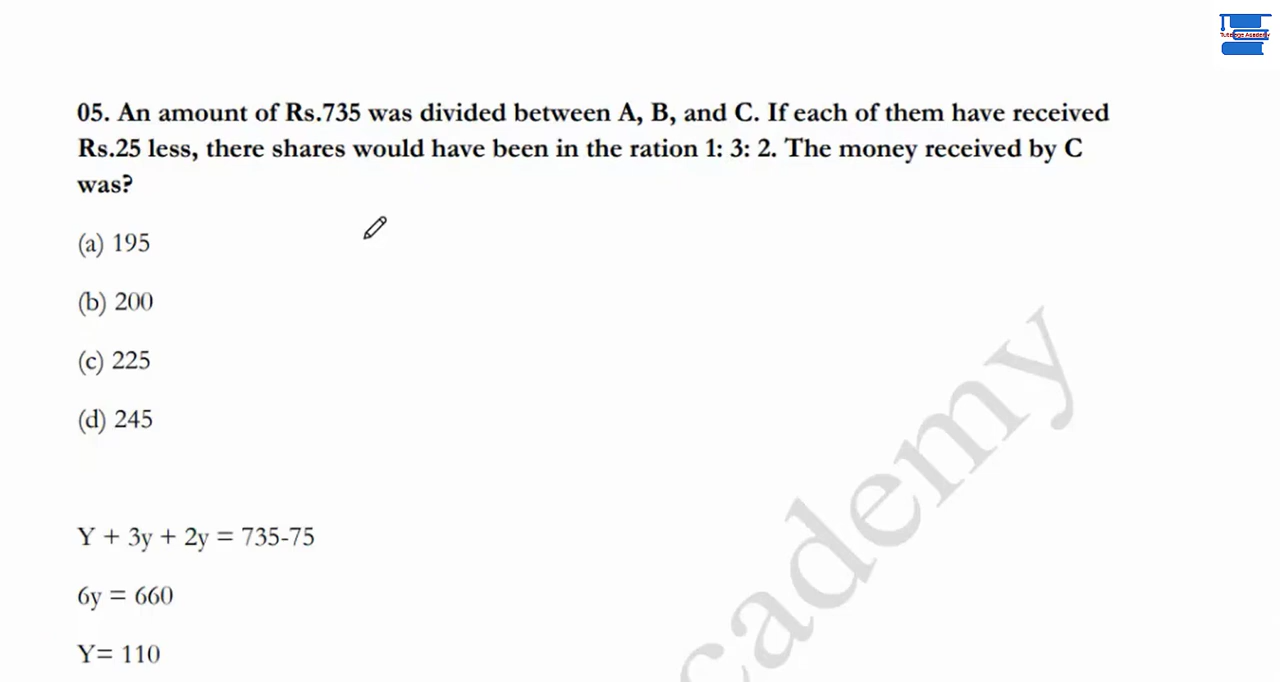 Tutelage Academy
05. An amount of Rs.735 was divided between A, B, and C. If each of them have received
Rs.25 less, there shares would have been in the ration 1: 3: 2. The money received by C
was?
(a) 195
(b) 200
(c) 225
(d) 245
Y + 3y + 2y = 735-75
6y = 660
Y= 110
cademy